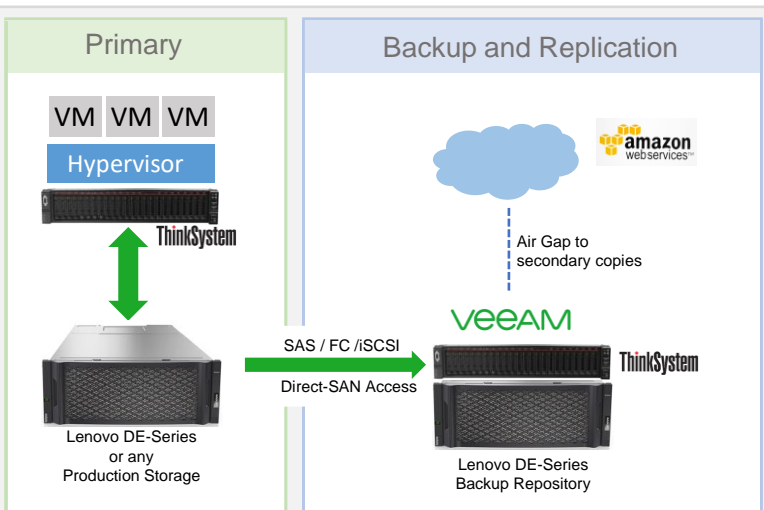 Primary
Backup and Replication
VM VM VM
Hypervisor
ThinkSystem
Lenovo DE-Series
or any
Production Storage
SAS / FC /iSCSI
Direct-SAN Access
amazon
webservices™
Air Gap to
secondary copies
veeAM
ThinkSystem
Lenovo DE-Series
Backup Repository